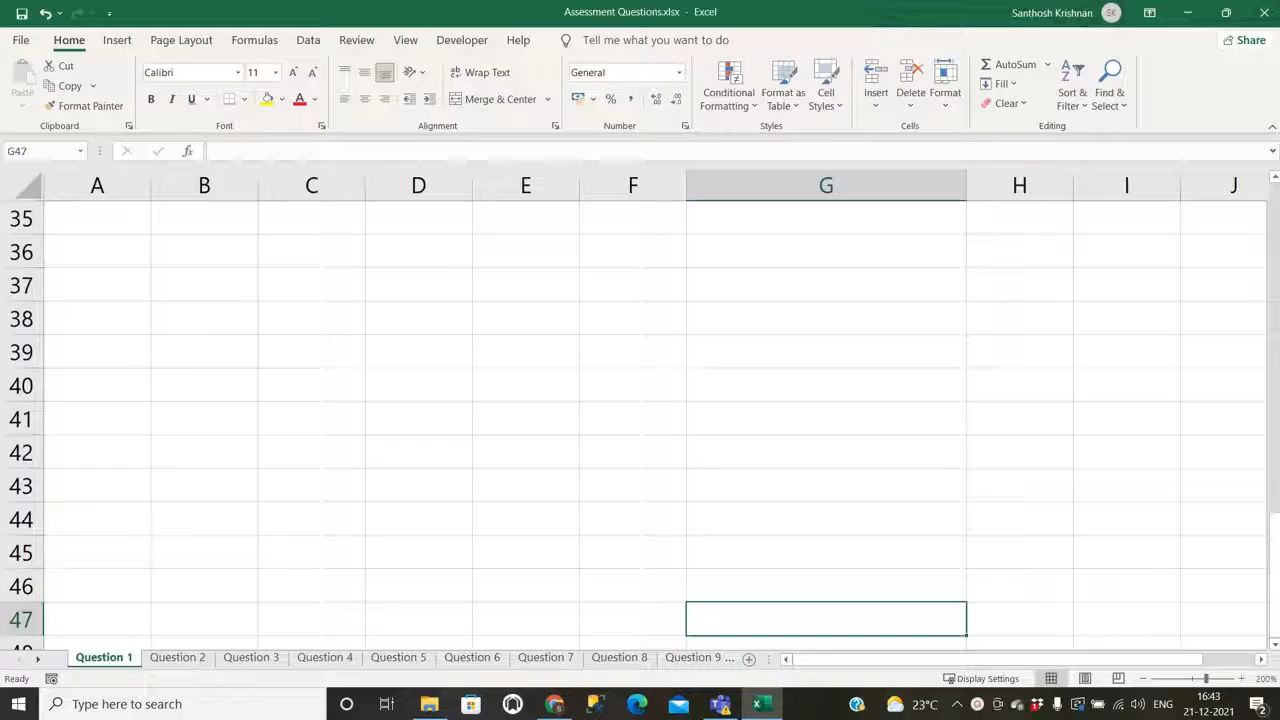 Assessment Questions.xlsx - Excel
Santhosh Krishnan SK
File Home Insert Page Layout Formulas Data Review View Developer Help Tell me what you want to do Share
Paste Cut Copy Format Painter Clipboard
Calibri 11 A A B I U A Font
ab Wrap Text Merge & Center Alignment
General % , Number
Conditional Formatting Format as Table Cell Styles Styles
Insert Delete Format Cells
AutoSum Fill Clear Sort & Filter Find & Select Editing
G47 fx
A B C D E F G H I J
35
36
37
38
39
40
41
42
43
44
45
46
47
Question 1 Question 2 Question 3 Question 4 Question 5 Question 6 Question 7 Question 8 Question 9 ...
Ready Display Settings 200%
Type here to search 23°C ENG 16:43
21-12-2021 2